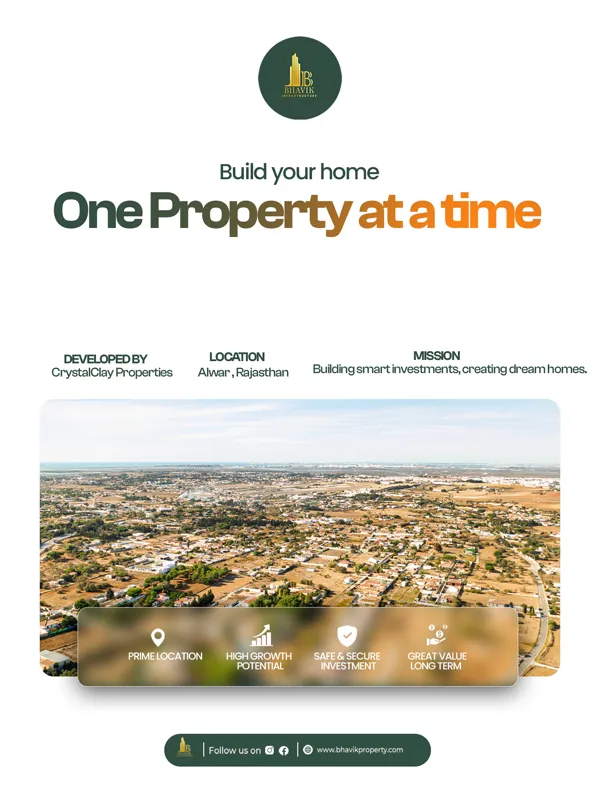 BHAVIK
INFRASTRUCTURE
Build your home
One Property at a time
DEVELOPED BY
CrystalClay Properties
LOCATION
Alwar , Rajasthan
MISSION
Building smart investments, creating dream homes.
PRIME LOCATION
HIGH GROWTH
POTENTIAL
SAFE & SECURE
INVESTMENT
GREAT VALUE
LONG TERM
Follow us on
www.bhavikproperty.com